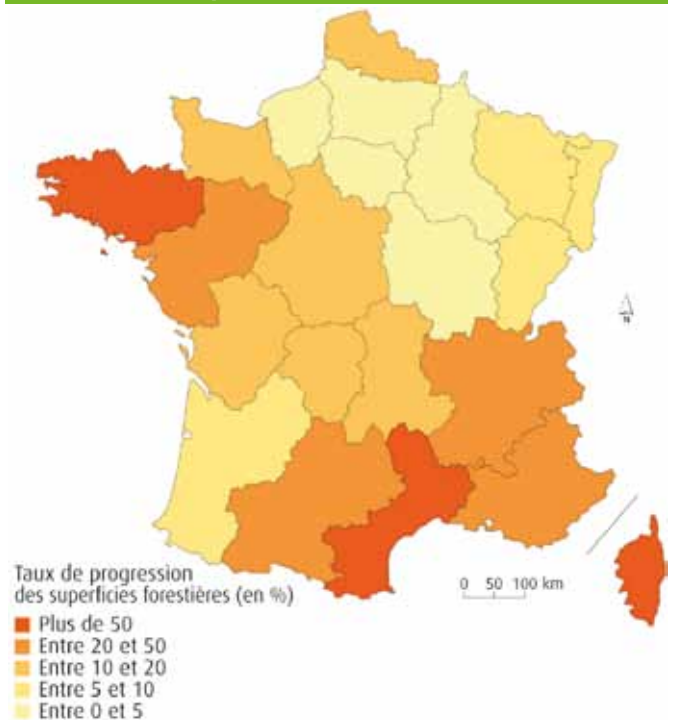 N
0 50 100 km
Taux de progression
des superficies forestières (en %)
Plus de 50
Entre 20 et 50
Entre 10 et 20
Entre 5 et 10
Entre 0 et 5